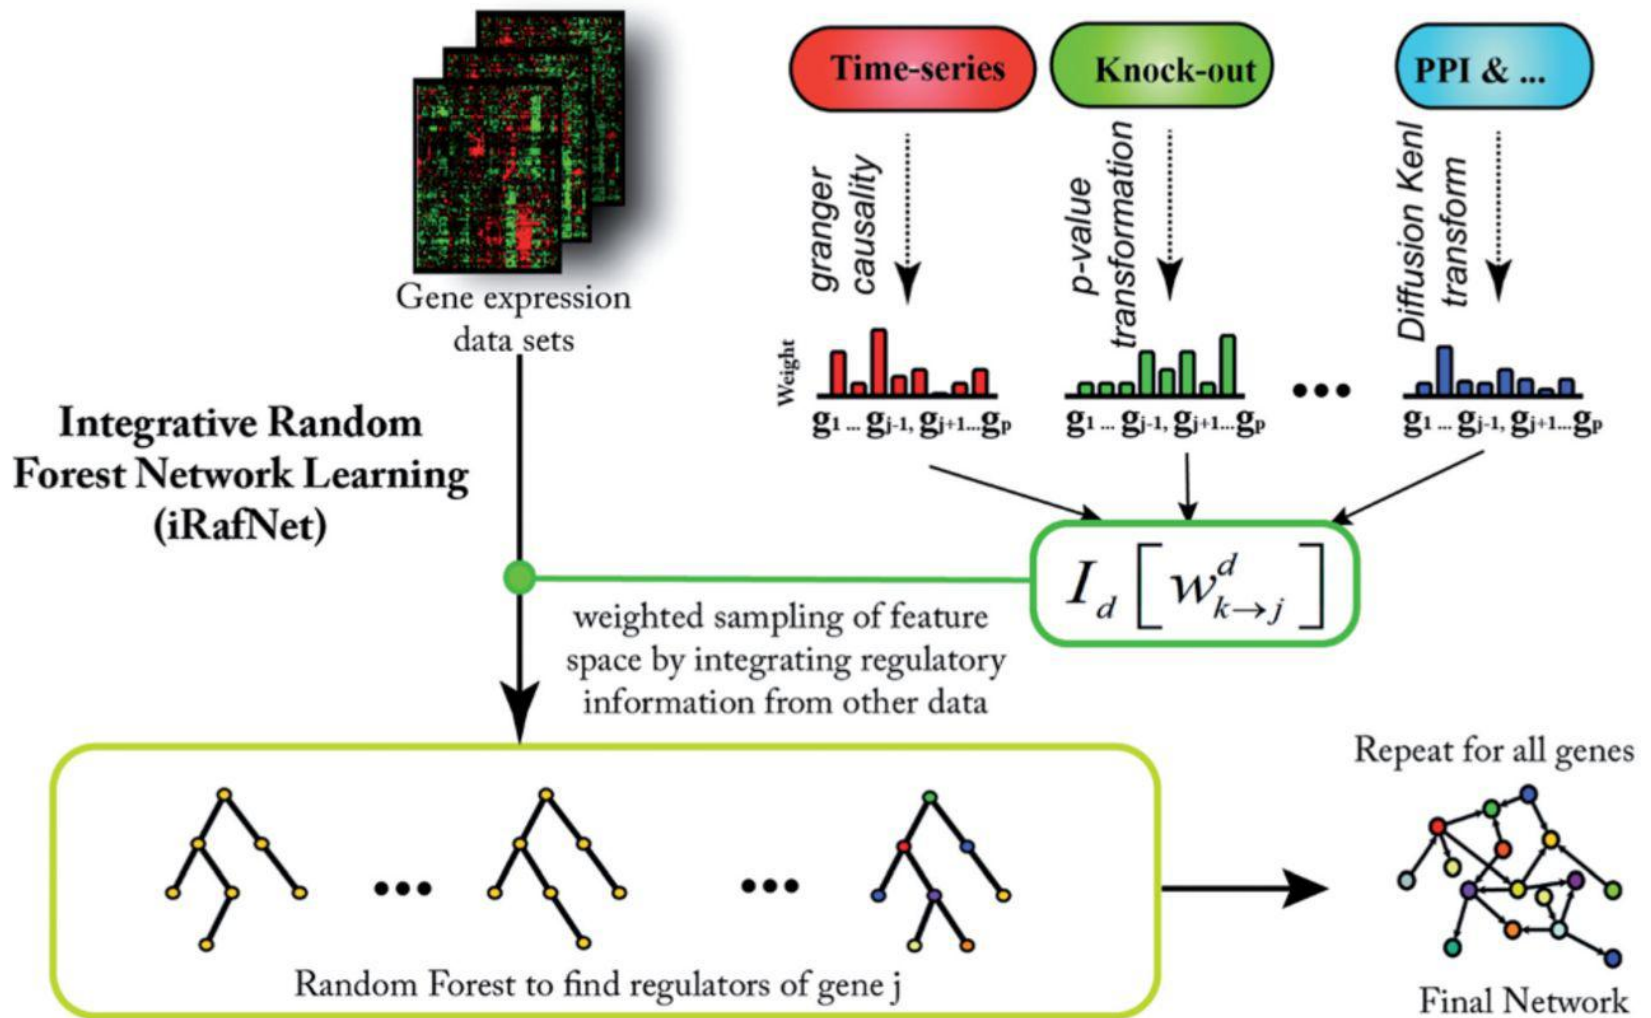 Time-series
Knock-out
PPI & ...
granger
causality
p-value
transformation
Diffusion Kenl
transform
Gene expression
data sets
Weight
g1 ... gj-1, gj+1...gp
g1 ... gj-1, gj+1...gp
g1 ... gj-1, gj+1...gp
Integrative Random
Forest Network Learning
(iRafNet)
I_d [ w^d_{k→j} ]
weighted sampling of feature
space by integrating regulatory
information from other data
Repeat for all genes
Random Forest to find regulators of gene j
Final Network